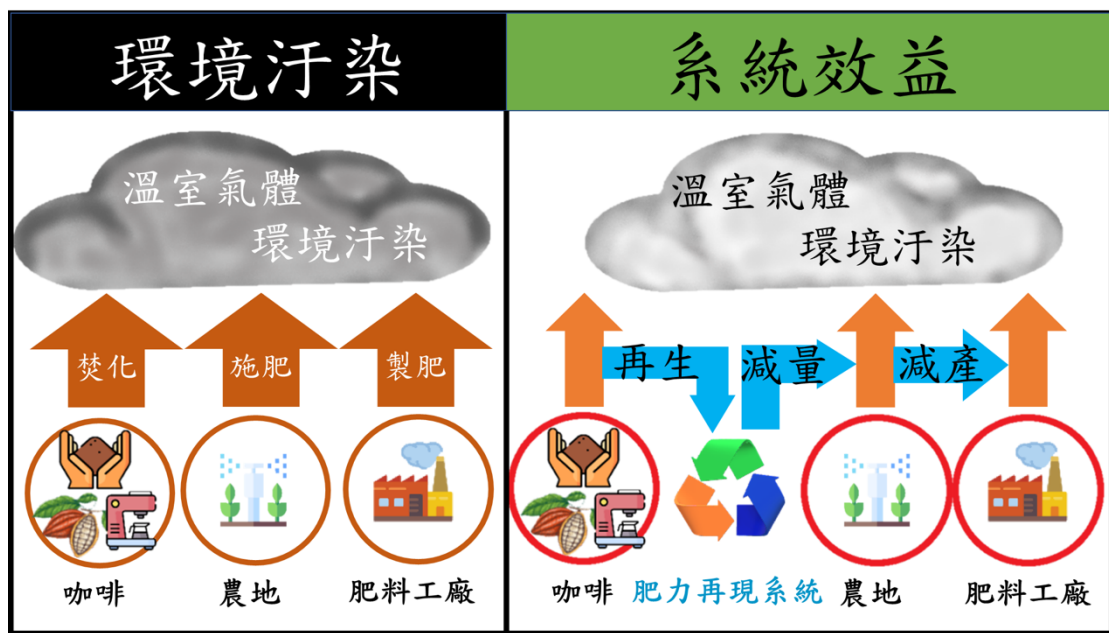 環境汙染
溫室氣體
環境汙染
焚化
施肥
製肥
咖啡
農地
肥料工廠
系統效益
溫室氣體
環境汙染
再生
減量
減產
咖啡
肥力再現系統
農地
肥料工廠